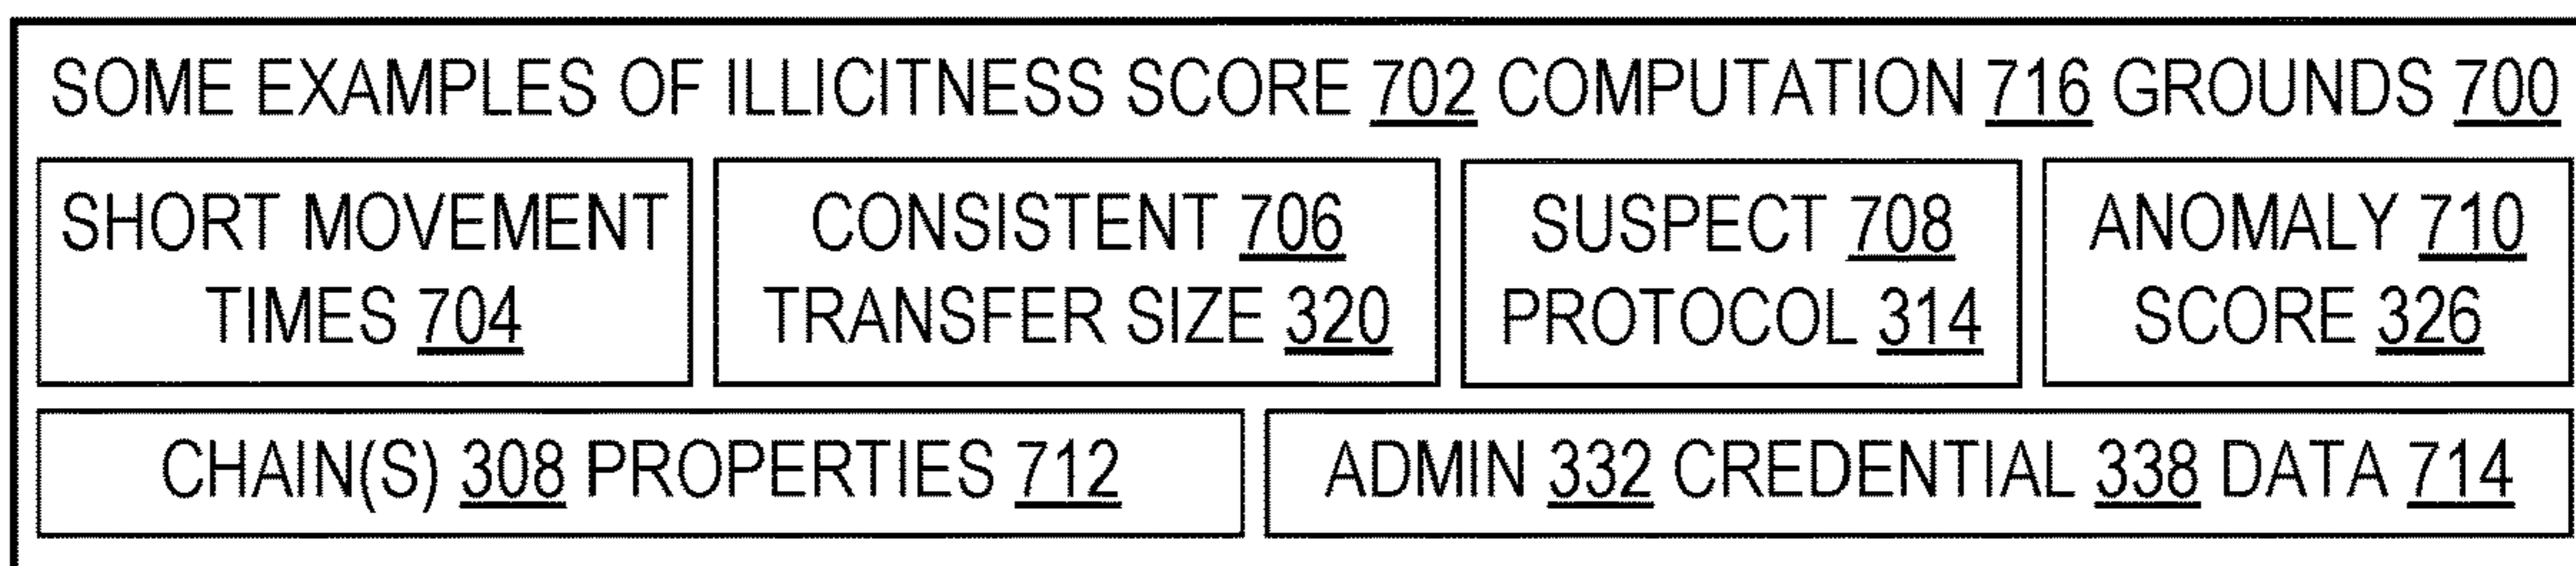 SOME EXAMPLES OF ILLICITNESS SCORE 702 COMPUTATION 716 GROUNDS 700
SHORT MOVEMENT
TIMES 704
CONSISTENT 706
TRANSFER SIZE 320
SUSPECT 708
PROTOCOL 314
ANOMALY 710
SCORE 326
CHAIN(S) 308 PROPERTIES 712
ADMIN 332 CREDENTIAL 338 DATA 714